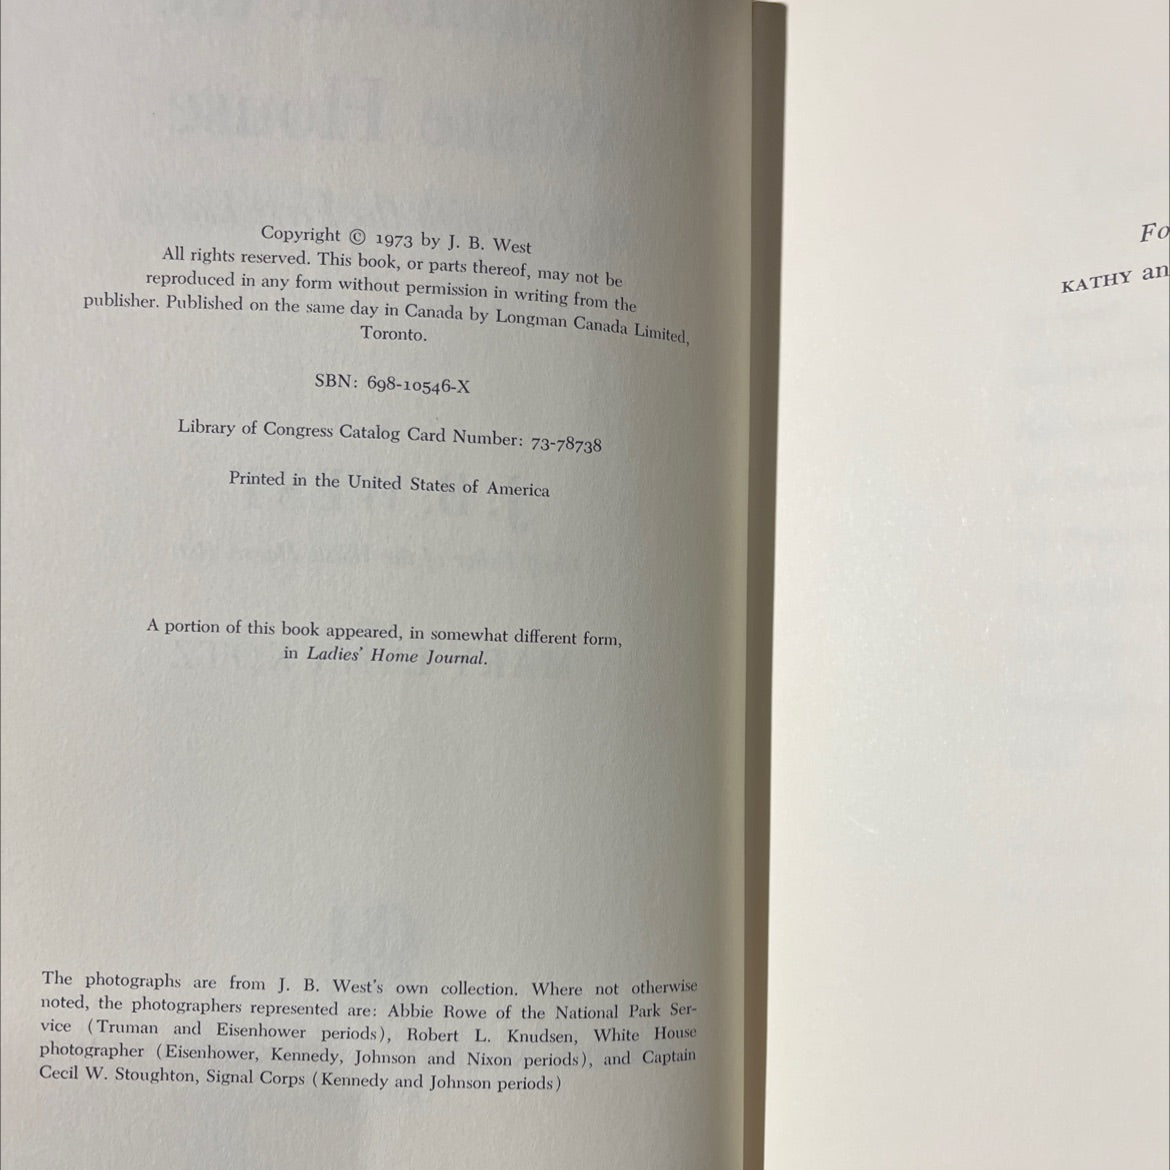 Copyright © 1973 by J. B. West
All rights reserved. This book, or parts thereof, may not be
reproduced in any form without permission in writing from the
publisher. Published on the same day in Canada by Longman Canada Limited,
Toronto.
SBN: 698-10546-X
Library of Congress Catalog Card Number: 73-78738
Printed in the United States of America
A portion of this book appeared, in somewhat different form,
in Ladies' Home Journal.
The photographs are from J. B. West's own collection. Where not otherwise
noted, the photographers represented are: Abbie Rowe of the National Park Ser-
vice (Truman and Eisenhower periods), Robert L. Knudsen, White House
photographer (Eisenhower, Kennedy, Johnson and Nixon periods), and Captain
Cecil W. Stoughton, Signal Corps (Kennedy and Johnson periods)
Fo
KATHY an